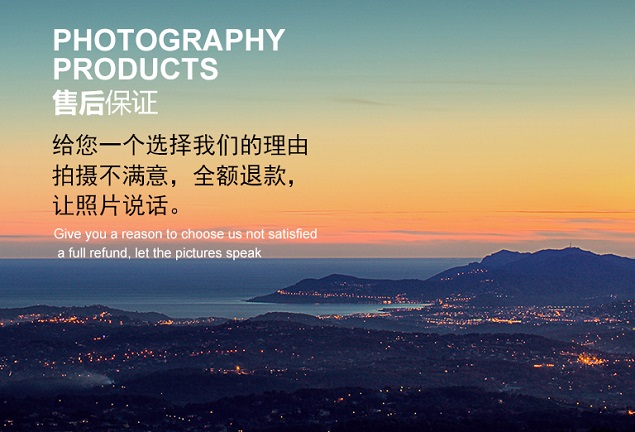 PHOTOGRAPHY
PRODUCTS
售后保证
给您一个选择我们的理由
拍摄不满意，全额退款，
让照片说话。
Give you a reason to choose us not satisfied
a full refund, let the pictures speak